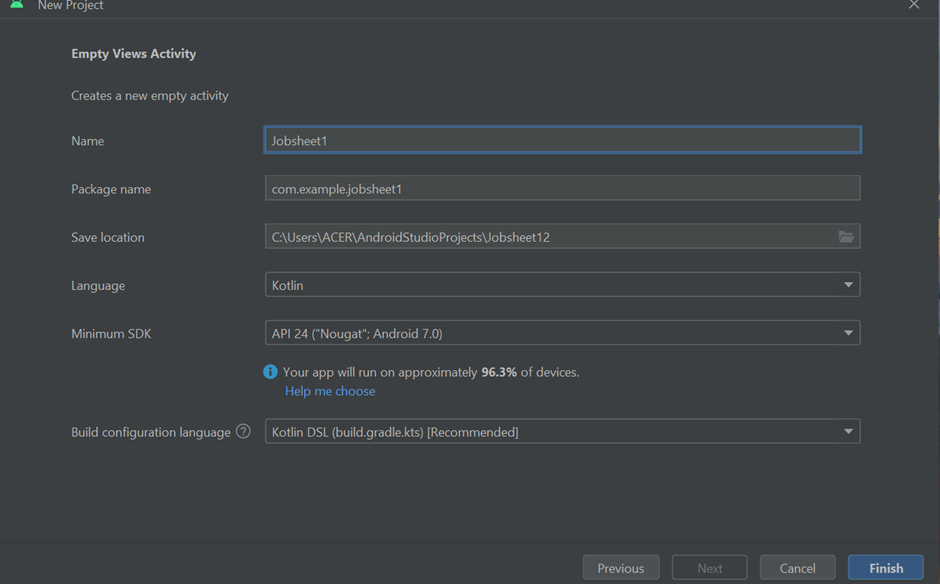 New Project
Empty Views Activity
Creates a new empty activity
Name
Jobsheet1
Package name
com.example.jobsheet1
Save location
C:\Users\ACER\AndroidStudioProjects\Jobsheet12
Language
Kotlin
Minimum SDK
API 24 ("Nougat"; Android 7.0)
Your app will run on approximately 96.3% of devices.
Help me choose
Build configuration language
Kotlin DSL (build.gradle.kts) [Recommended]
Previous
Next
Cancel
Finish